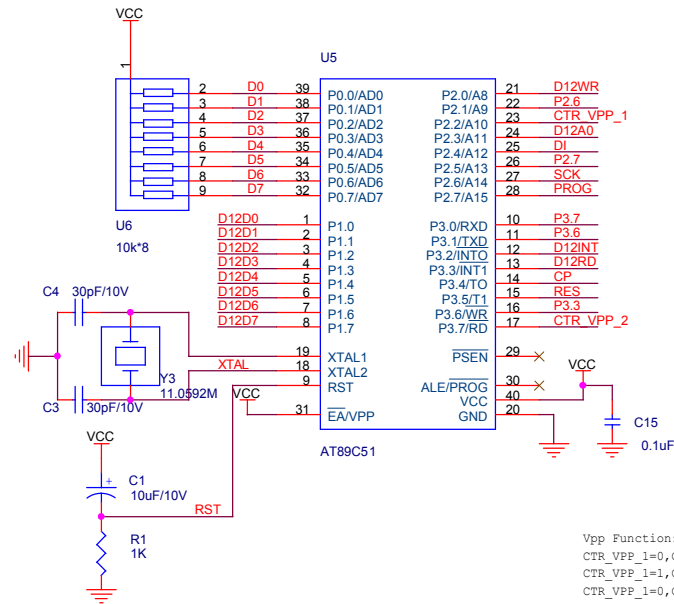 VCC
U5
1
2 D0 39 P0.0/AD0 P2.0/A8 21 D12WR
3 D1 38 P0.1/AD1 P2.1/A9 22 P2.6
4 D2 37 P0.2/AD2 P2.2/A10 23 CTR_VPP_1
5 D3 36 P0.3/AD3 P2.3/A11 24 D12A0
6 D4 35 P0.4/AD4 P2.4/A12 25 DI
7 D5 34 P0.5/AD5 P2.5/A13 26 P2.7
8 D6 33 P0.6/AD6 P2.6/A14 27 SCK
9 D7 32 P0.7/AD7 P2.7/A15 28 PROG
U6
10k*8
D12D0 1 P1.0 P3.0/RXD 10 P3.7
D12D1 2 P1.1 P3.1/TXD 11 P3.6
D12D2 3 P1.2 P3.2/INTO 12 D12INT
D12D3 4 P1.3 P3.3/INT1 13 D12RD
D12D4 5 P1.4 P3.4/TO 14 CP
D12D5 6 P1.5 P3.5/T1 15 RES
D12D6 7 P1.6 P3.6/WR 16 P3.3
D12D7 8 P1.7 P3.7/RD 17 CTR_VPP_2
C4 30pF/10V
19 XTAL1 PSEN 29
XTAL 18 XTAL2
Y3
11.0592M
9 RST ALE/PROG 30
VCC
VCC 40
VCC
C3 30pF/10V
31 EA/VPP GND 20
C15
0.1uF
AT89C51
VCC
C1
+
10uF/10V
RST
R1
1K
Vpp Function:
CTR_VPP_1=0,
CTR_VPP_1=1,
CTR_VPP_1=0,